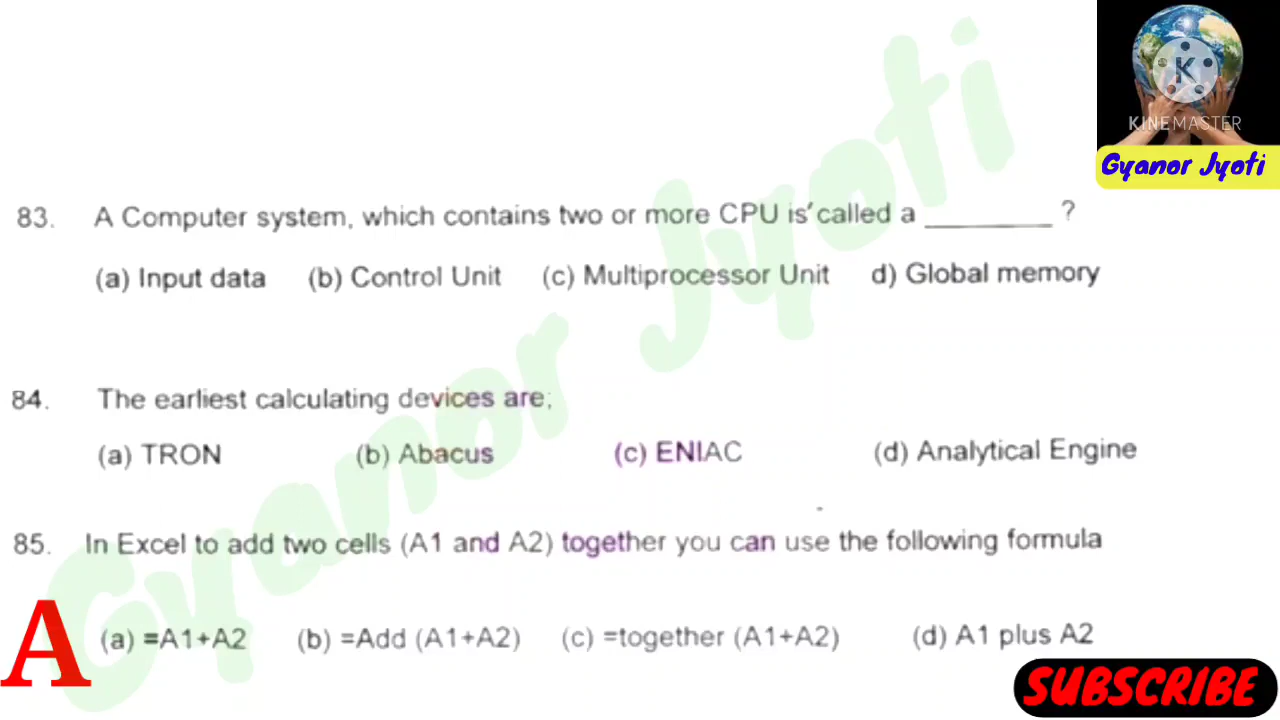 KINEMASTER
Gyanor Jyoti
Gyanor Jyoti
83. A Computer system, which contains two or more CPU is called a _________ ?
(a) Input data (b) Control Unit (c) Multiprocessor Unit d) Global memory
84. The earliest calculating devices are;
(a) TRON (b) Abacus (c) ENIAC (d) Analytical Engine
85. In Excel to add two cells (A1 and A2) together you can use the following formula
A
(a) =A1+A2 (b) =Add (A1+A2) (c) =together (A1+A2) (d) A1 plus A2
SUBSCRIBE